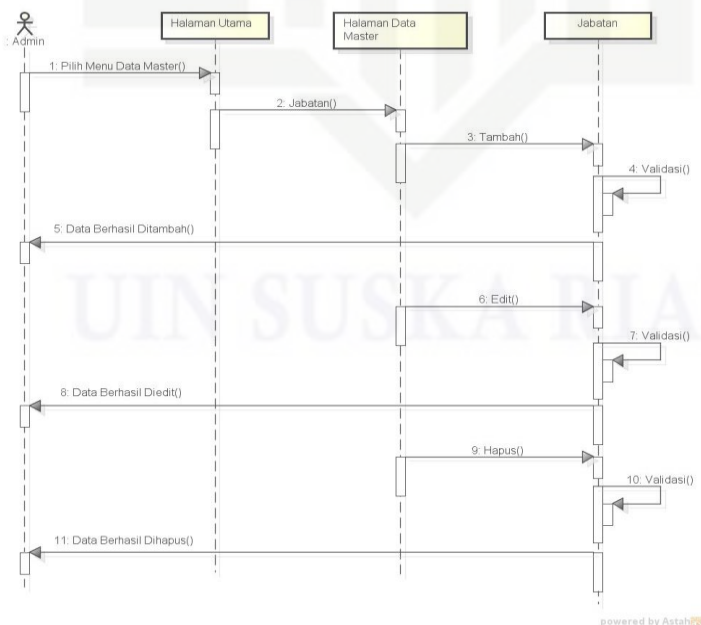 Halaman Utama
Halaman Data
Master
Jabatan
: Admin
1: Pilih Menu Data Master()
2: Jabatan()
3: Tambah()
4: Validasi()
5: Data Berhasil Ditambah()
UIN SUSKA RIA
6: Edit()
7: Validasi()
8: Data Berhasil Diedit()
9: Hapus()
10: Validasi()
11: Data Berhasil Dihapus()
powered by Astah